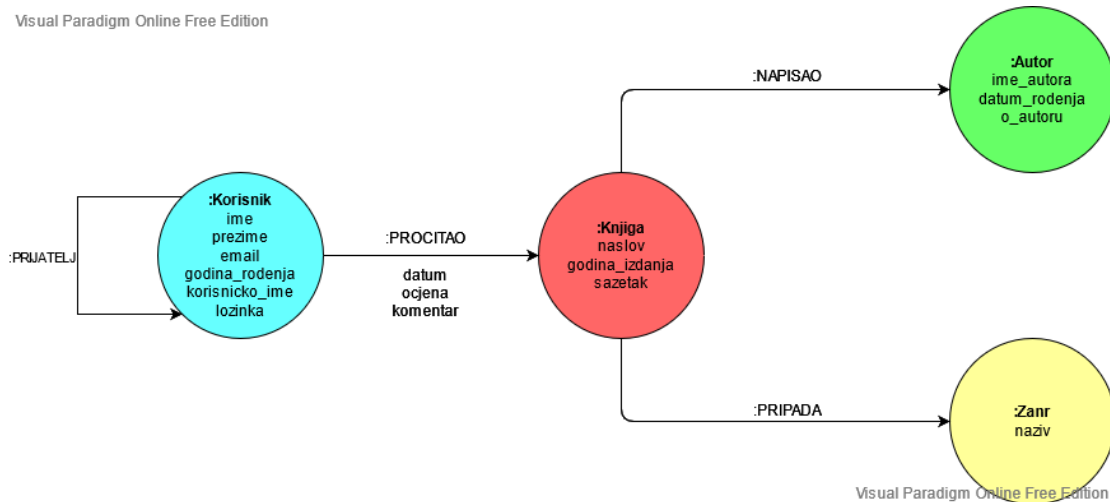 Visual Paradigm Online Free Edition
:Autor
ime_autora
datum_rodenja
o_autoru
:NAPISAO
:Korisnik
ime
prezime
email
godina_rodenja
korisnicko_ime
lozinka
:PRIJATELJ
:PROCITAO
datum
ocjena
komentar
:Knjiga
naslov
godina_izdanja
sazetak
:PRIPADA
:Zanr
naziv
Visual Paradigm Online Free Edition